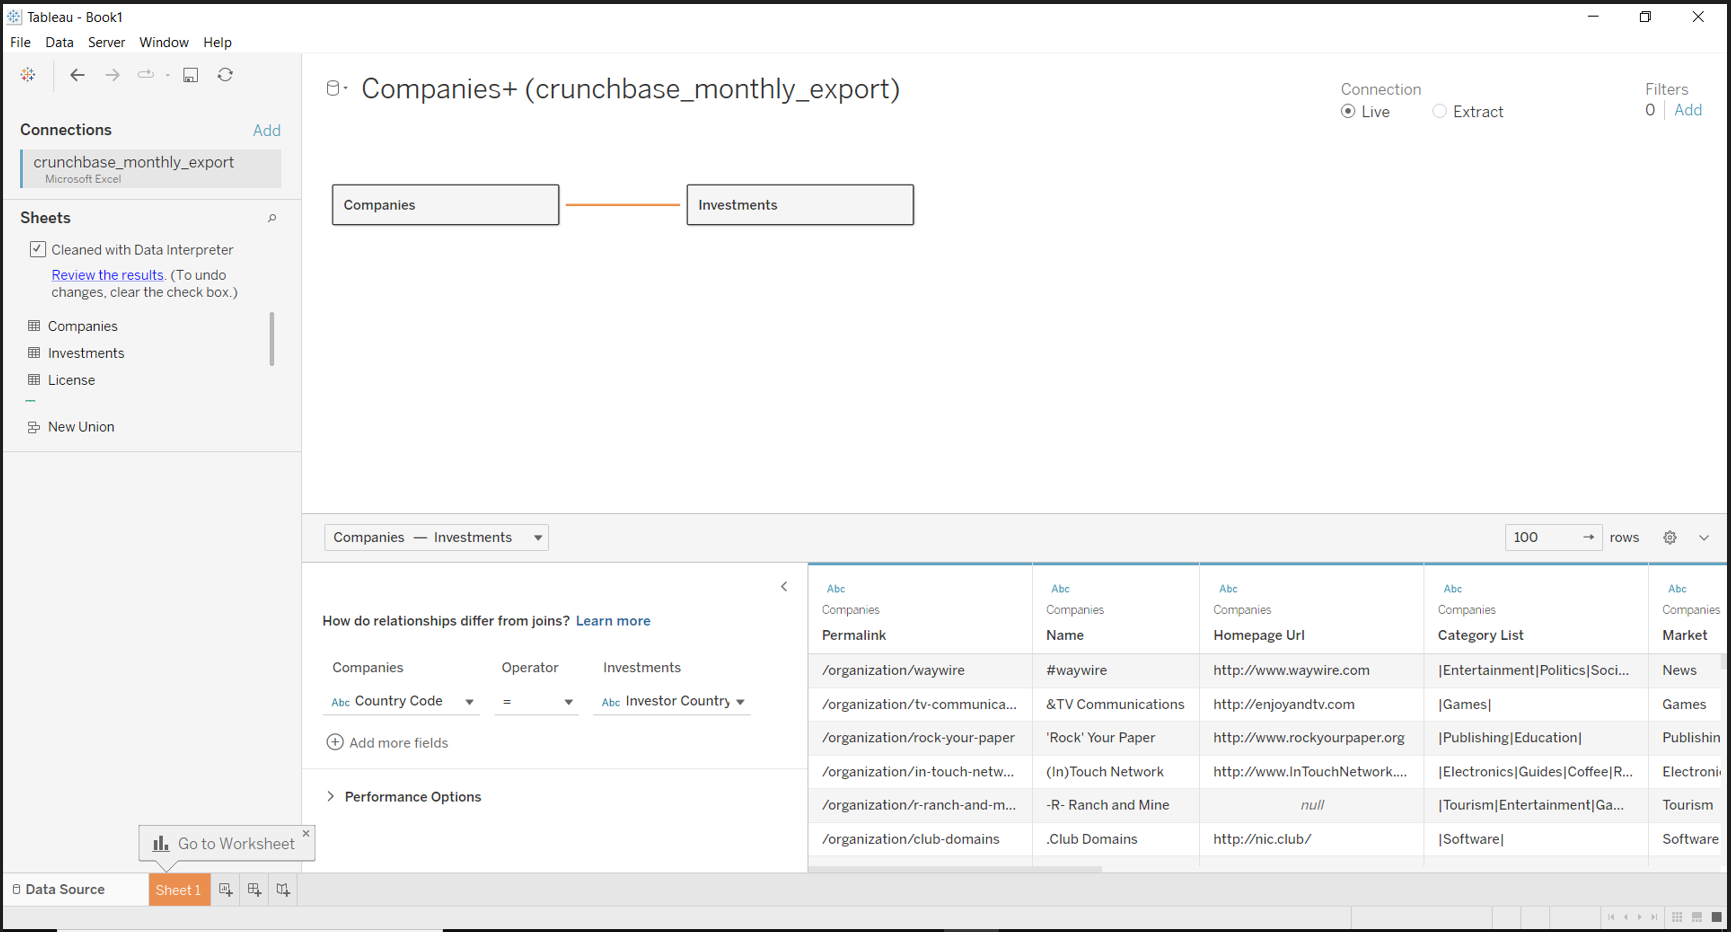 Tableau - Book1
File Data Server Window Help
Companies+ (crunchbase_monthly_export)
Connection
Live Extract
Filters
0 Add
Connections Add
crunchbase_monthly_export
Microsoft Excel
Sheets
Cleaned with Data Interpreter
Review the results. (To undo
changes, clear the check box.)
Companies
Investments
License
New Union
Companies Investments
Companies — Investments
100 rows
How do relationships differ from joins? Learn more
Companies Operator Investments
Abc Country Code = Abc Investor Country
Add more fields
Performance Options
Abc Abc Abc Abc Abc
Companies Companies Companies Companies Companies
Permalink Name Homepage Url Category List Market
/organization/waywire #waywire http://www.waywire.com |Entertainment|Politics|Soci... News
/organization/tv-communica... &TV Communications http://enjoyandtv.com |Games| Games
/organization/rock-your-paper 'Rock' Your Paper http://www.rockyourpaper.org |Publishing|Education| Publishin
/organization/in-touch-netw... (In)Touch Network http://www.InTouchNetwork.... |Electronics|Guides|Coffee|R... Electroni
/organization/r-ranch-and-m... -R- Ranch and Mine null |Tourism|Entertainment|Ga... Tourism
/organization/club-domains .Club Domains http://nic.club/ |Software| Software
Go to Worksheet
Data Source Sheet 1